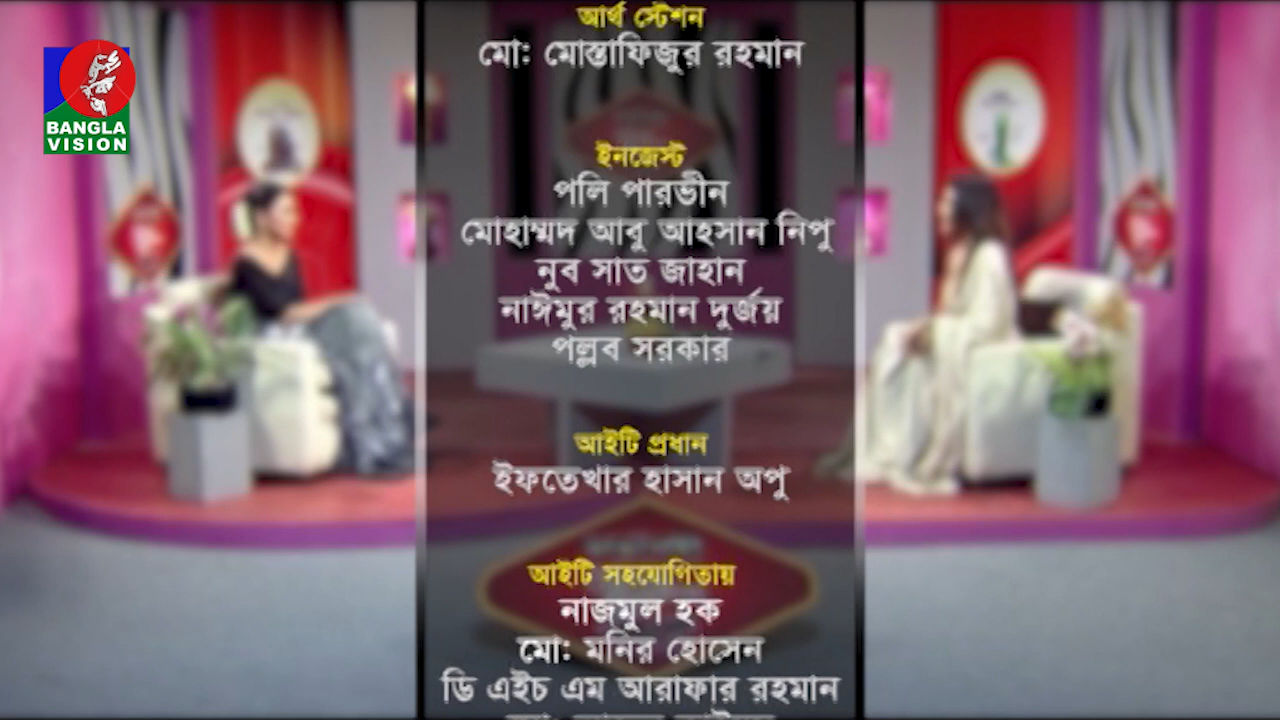 BANGLA
VISION
আর্থ স্টেশন
মো: মোস্তাফিজুর রহমান
ইনজেস্ট
পলি পারভীন
মোহাম্মদ আবু আহসান নিপু
নুব সাত জাহান
নাঈমুর রহমান দুর্জয়
পল্লব সরকার
আইটি প্রধান
ইফতেখার হাসান অপু
আইটি সহযোগিতায়
নাজমুল হক
মো: মনির হোসেন
ডি এইচ এম আরাফার রহমান